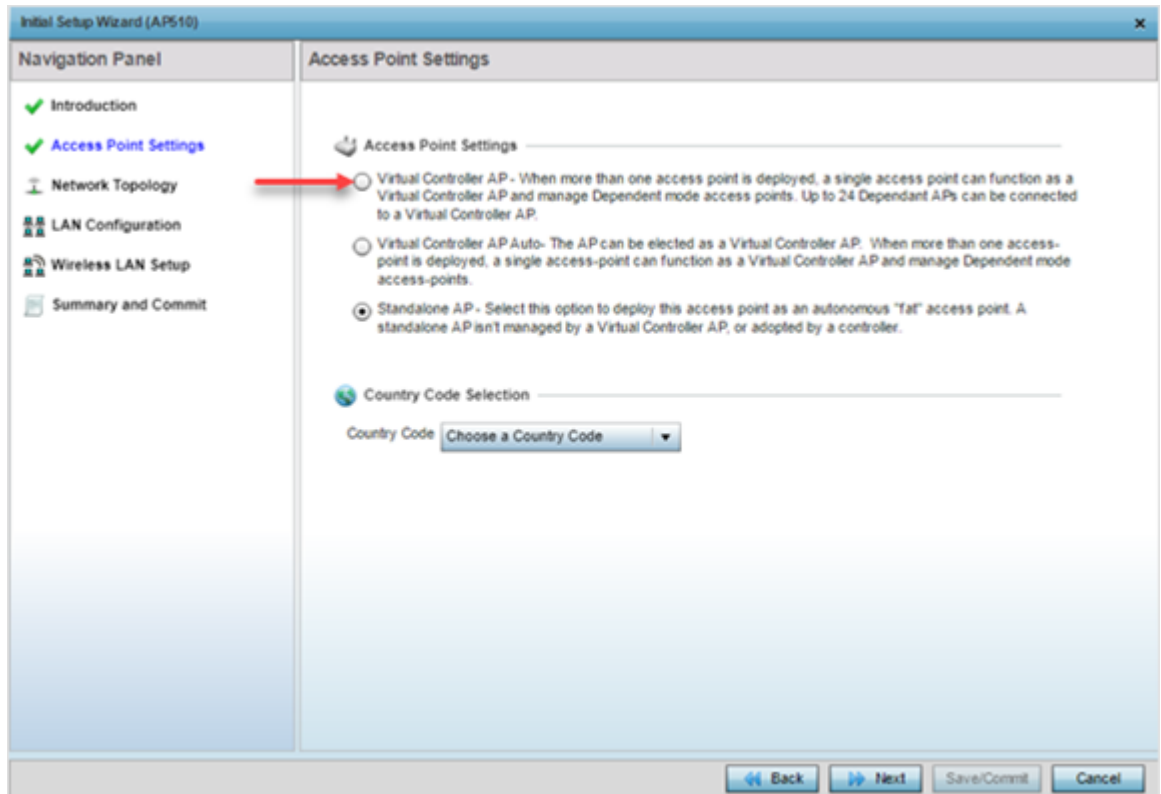 Initial Setup Wizard (AP510)
Navigation Panel
Introduction
Access Point Settings
Network Topology
LAN Configuration
Wireless LAN Setup
Summary and Commit
Access Point Settings
Access Point Settings
Virtual Controller AP - When more than one access point is deployed, a single access point can function as a
Virtual Controller AP and manage Dependent mode access points. Up to 24 Dependant APs can be connected
to a Virtual Controller AP.
Virtual Controller AP Auto- The AP can be elected as a Virtual Controller AP. When more than one access-
point is deployed, a single access-point can function as a Virtual Controller AP and manage Dependent mode
access-points.
Standalone AP - Select this option to deploy this access point as an autonomous "fat" access point. A
standalone AP isn't managed by a Virtual Controller AP, or adopted by a controller.
Country Code Selection
Country Code Choose a Country Code
Back Next Save/Commit Cancel